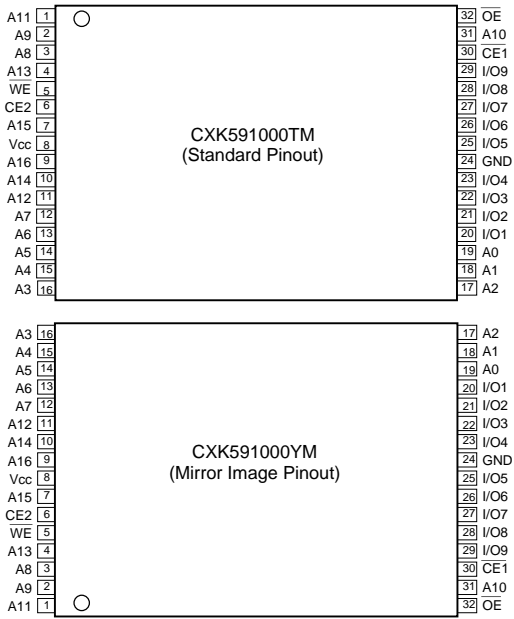 A11 1 32 OE
A9 2 31 A10
A8 3 30 CE1
A13 4 29 I/O9
WE 5 28 I/O8
CE2 6 27 I/O7
A15 7 26 I/O6
Vcc 8 25 I/O5
A16 9 24 GND
A14 10 23 I/O4
A12 11 22 I/O3
A7 12 21 I/O2
A6 13 20 I/O1
A5 14 19 A0
A4 15 18 A1
A3 16 17 A2
CXK591000TM
(Standard Pinout)
A3 16 17 A2
A4 15 18 A1
A5 14 19 A0
A6 13 20 I/O1
A7 12 21 I/O2
A12 11 22 I/O3
A14 10 23 I/O4
A16 9 24 GND
Vcc 8 25 I/O5
A15 7 26 I/O6
CE2 6 27 I/O7
WE 5 28 I/O8
A13 4 29 I/O9
A8 3 30 CE1
A9 2 31 A10
A11 1 32 OE
CXK591000YM
(Mirror Image Pinout)